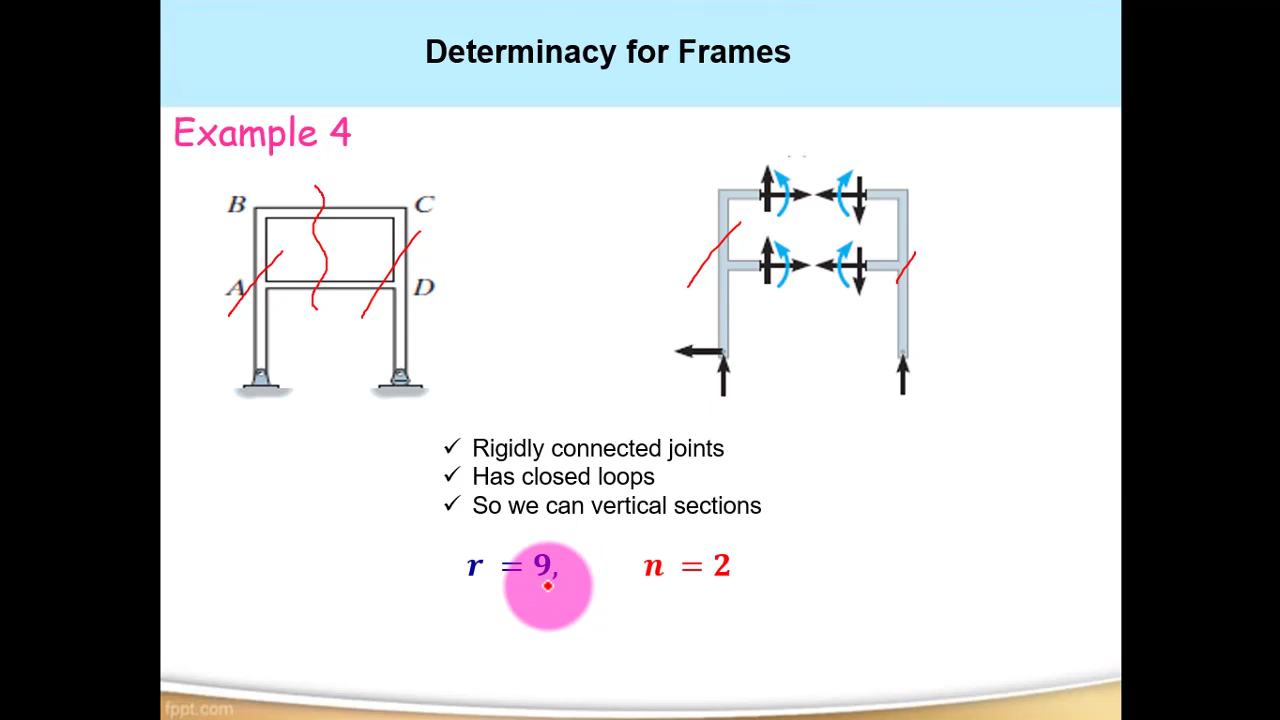 Determinacy for Frames
Example 4
B C
A D
✓ Rigidly connected joints
✓ Has closed loops
✓ So we can vertical sections
r = 9, n = 2
fppt.com